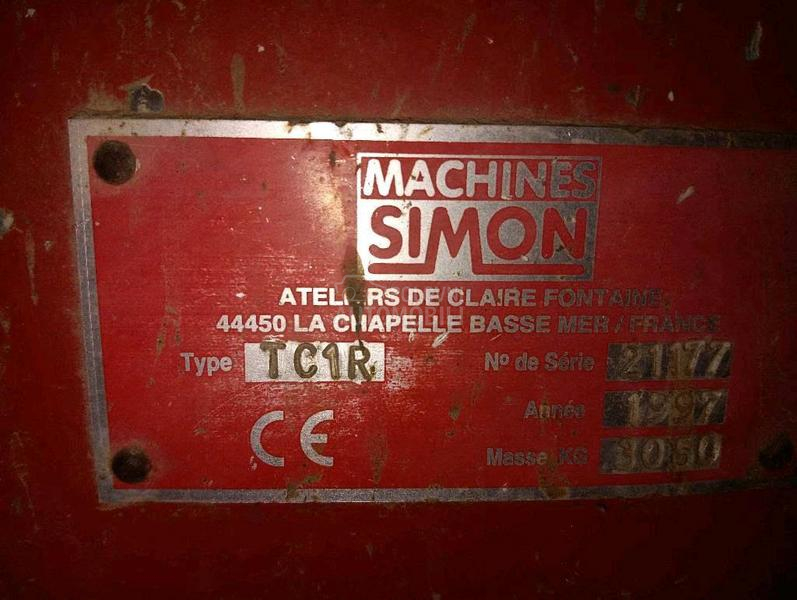 MACHINES
SIMON
ATELIERS DE CLAIRE FONTAINE
44450 LA CHAPELLE BASSE MER / FRANCE
Type TC1R N° de Série 21177
Année 1997
Masse KG
CE